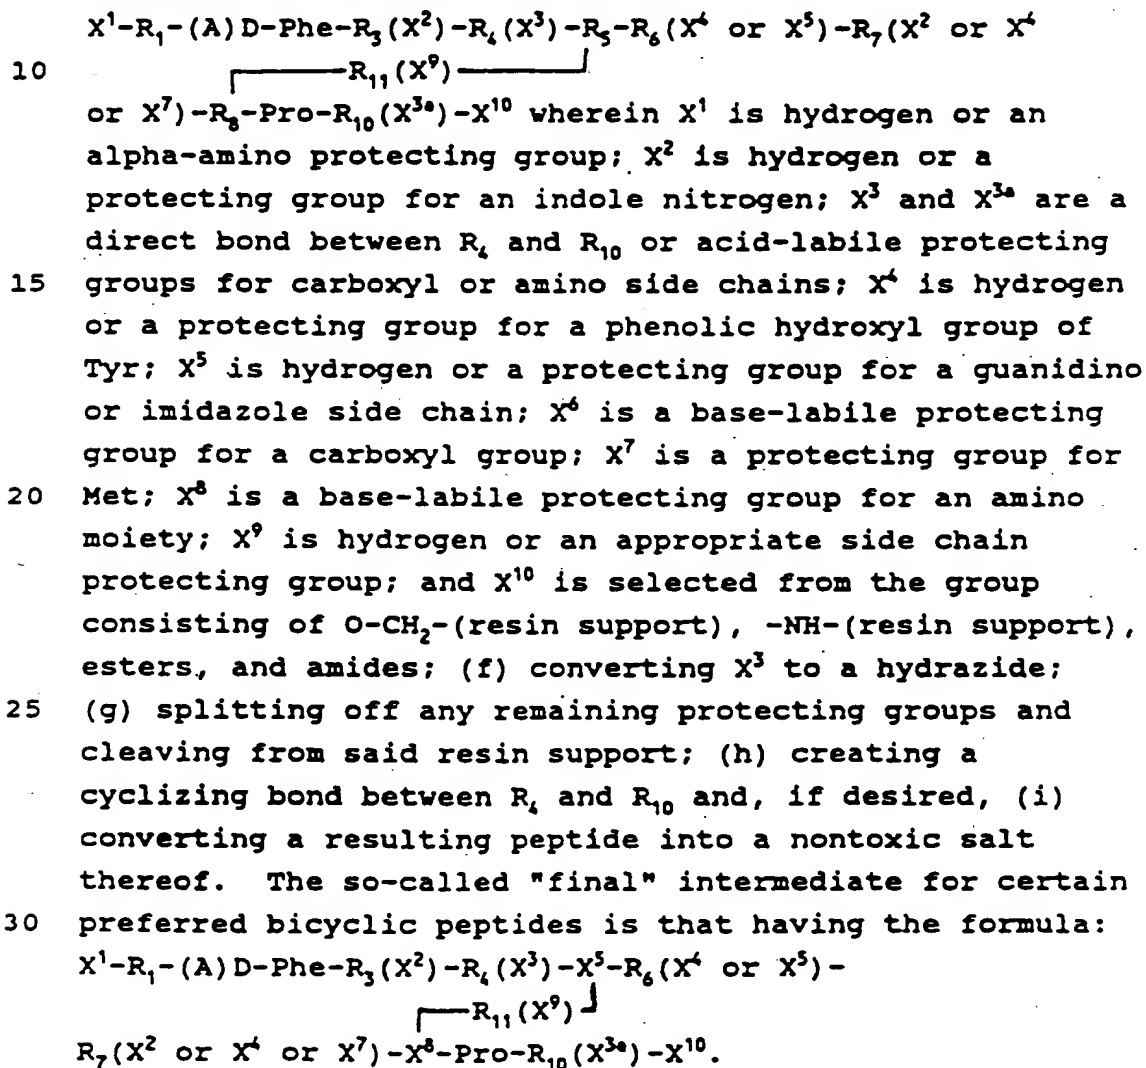 X¹-R₁-(A)D-Phe-R₃(X²)-R₄(X³)-R₅-R₆(X⁴ or X⁵)-R₇(X² or X⁴
10 R₁₁(X⁹)
or X⁷)-R₈-Pro-R₁₀(X³ᵃ)-X¹⁰ wherein X¹ is hydrogen or an
alpha-amino protecting group; X² is hydrogen or a
protecting group for an indole nitrogen; X³ and X³ᵃ are a
direct bond between R₄ and R₁₀ or acid-labile protecting
15 groups for carboxyl or amino side chains; X⁴ is hydrogen
or a protecting group for a phenolic hydroxyl group of
Tyr; X⁵ is hydrogen or a protecting group for a guanidino
or imidazole side chain; X⁶ is a base-labile protecting
group for a carboxyl group; X⁷ is a protecting group for
20 Met; X⁸ is a base-labile protecting group for an amino
moiety; X⁹ is hydrogen or an appropriate side chain
protecting group; and X¹⁰ is selected from the group
consisting of O-CH₂-(resin support), -NH-(resin support),
esters, and amides; (f) converting X³ to a hydrazide;
25 (g) splitting off any remaining protecting groups and
cleaving from said resin support; (h) creating a
cyclizing bond between R₄ and R₁₀ and, if desired, (i)
converting a resulting peptide into a nontoxic salt
thereof. The so-called "final" intermediate for certain
30 preferred bicyclic peptides is that having the formula:
X¹-R₁-(A)D-Phe-R₃(X²)-R₄(X³)-X⁵-R₆(X⁴ or X⁵)-
R₁₁(X⁹)
R₇(X² or X⁴ or X⁷)-X⁸-Pro-R₁₀(X³ᵃ)-X¹⁰.